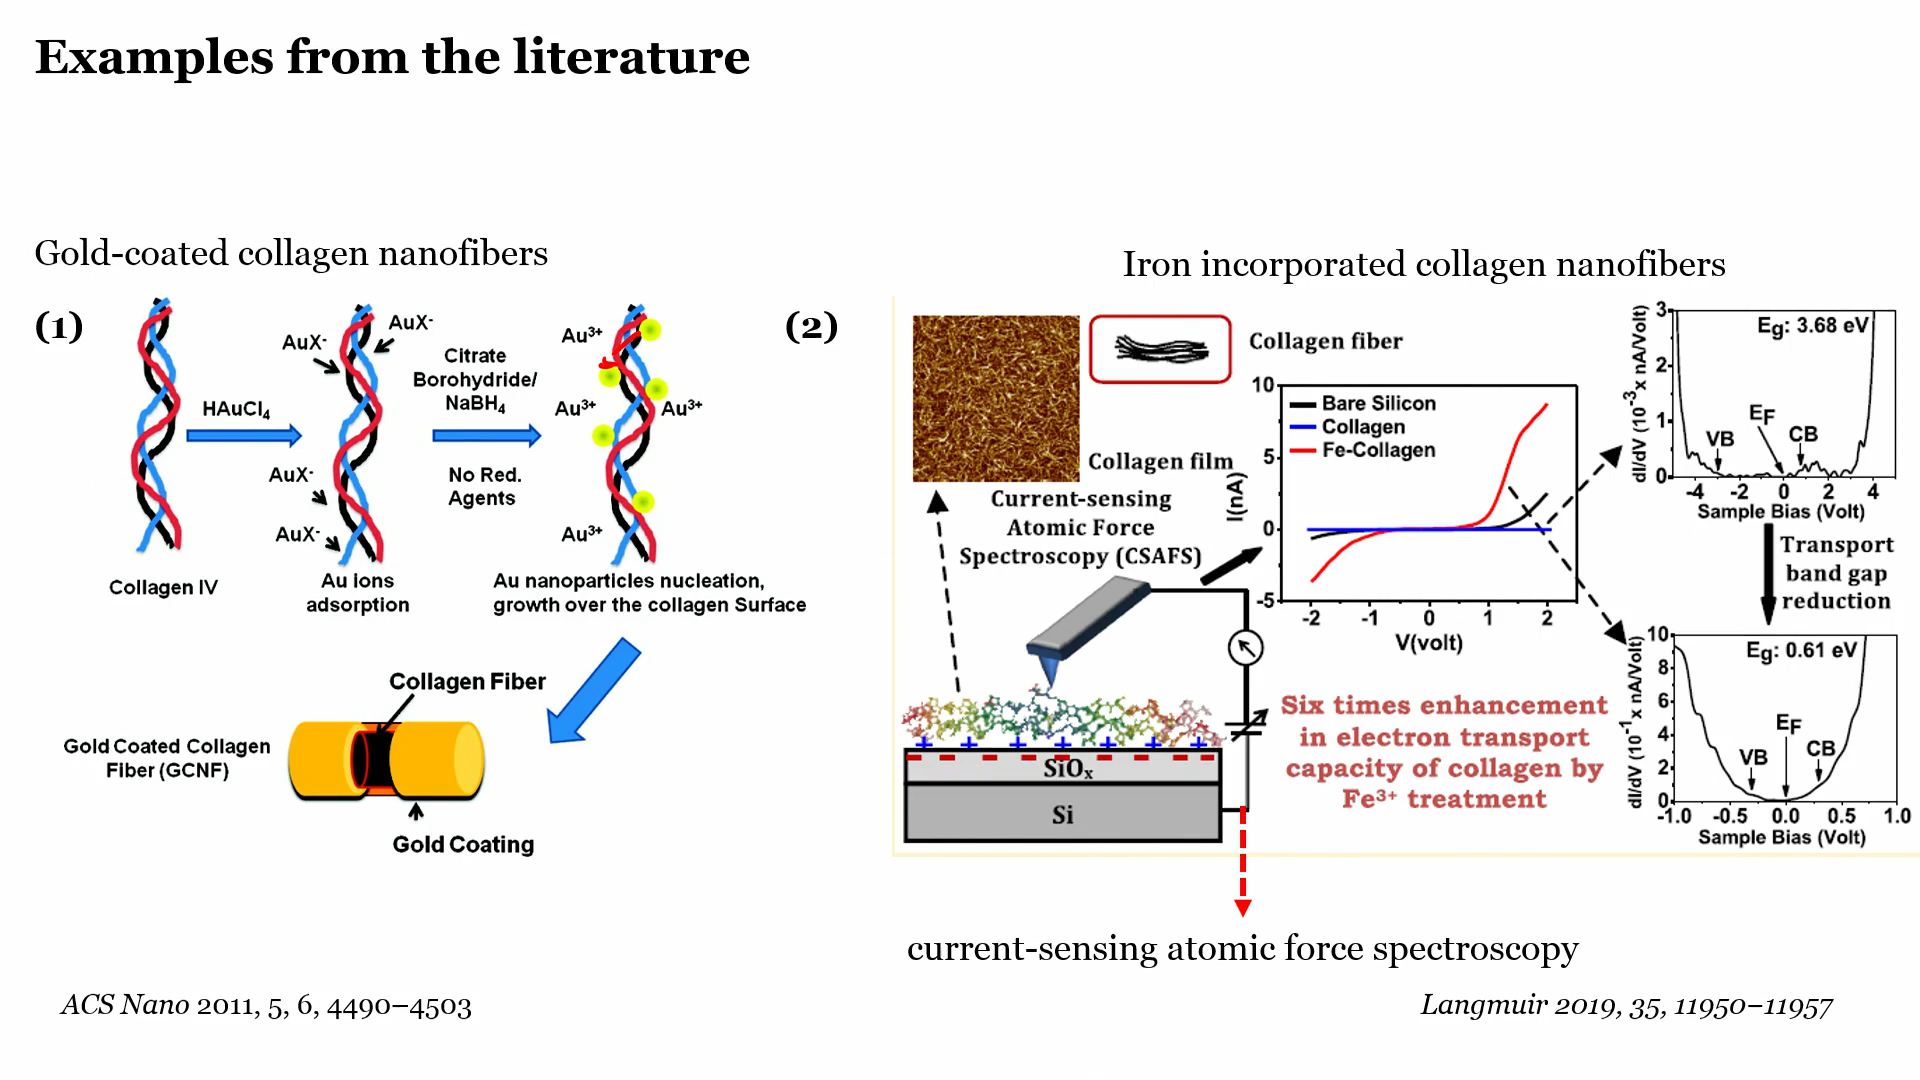 Examples from the literature
Gold-coated collagen nanofibers
(1)
AuX-
AuX-
HAuCl4
AuX-
AuX-
Citrate
Borohydride/
NaBH4
No Red.
Agents
Au3+
Au3+
Au3+
Au3+
Collagen IV
Au ions
adsorption
Au nanoparticles nucleation,
growth over the collagen Surface
Collagen Fiber
Gold Coated Collagen
Fiber (GCNF)
Gold Coating
ACS Nano 2011, 5, 6, 4490–4503
Iron incorporated collagen nanofibers
(2)
Collagen fiber
Collagen film
Current-sensing
Atomic Force
Spectroscopy (CSAFS)
10
5
0
-5
I(nA)
Bare Silicon
Collagen
Fe-Collagen
-2 -1 0 1 2
V(volt)
3
2
1
0
dI/dV (10-3x nA/Volt)
Eg: 3.68 eV
VB
EF
CB
-4 -2 0 2 4
Sample Bias (Volt)
Transport
band gap
reduction
10
8
6
4
2
0
dI/dV (10-1x nA/Volt)
Eg: 0.61 eV
EF
VB
CB
-1.0 -0.5 0.0 0.5 1.0
Sample Bias (Volt)
+ + + + + + +
SiOx
Si
Six times enhancement
in electron transport
capacity of collagen by
Fe3+ treatment
current-sensing atomic force spectroscopy
Langmuir 2019, 35, 11950–11957